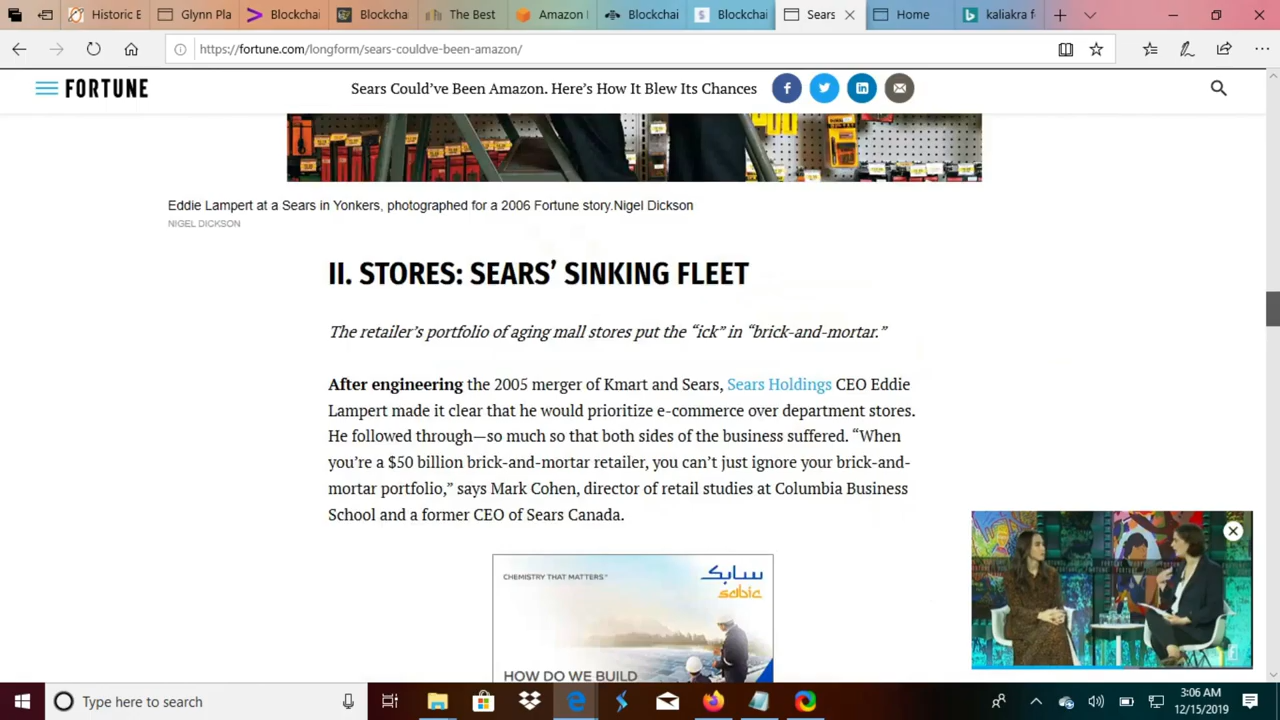 Historic E
Glynn Pla
Blockchai
Blockcha
The Best
Amazon
Blockchai
Blockchai
Sears
Home
kaliakra f
https://fortune.com/longform/sears-couldve-been-amazon/
FORTUNE
Sears Could’ve Been Amazon. Here’s How It Blew Its Chances
Eddie Lampert at a Sears in Yonkers, photographed for a 2006 Fortune story.Nigel Dickson
NIGEL DICKSON
II. STORES: SEARS’ SINKING FLEET
The retailer’s portfolio of aging mall stores put the “ick” in “brick-and-mortar.”
After engineering the 2005 merger of Kmart and Sears, Sears Holdings CEO Eddie
Lampert made it clear that he would prioritize e-commerce over department stores.
He followed through—so much so that both sides of the business suffered. “When
you’re a $50 billion brick-and-mortar retailer, you can’t just ignore your brick-and-
mortar portfolio,” says Mark Cohen, director of retail studies at Columbia Business
School and a former CEO of Sears Canada.
CHEMISTRY THAT MATTERS™
سابك
sabic
HOW DO WE BUILD
Type here to search
3:06 AM
12/15/2019